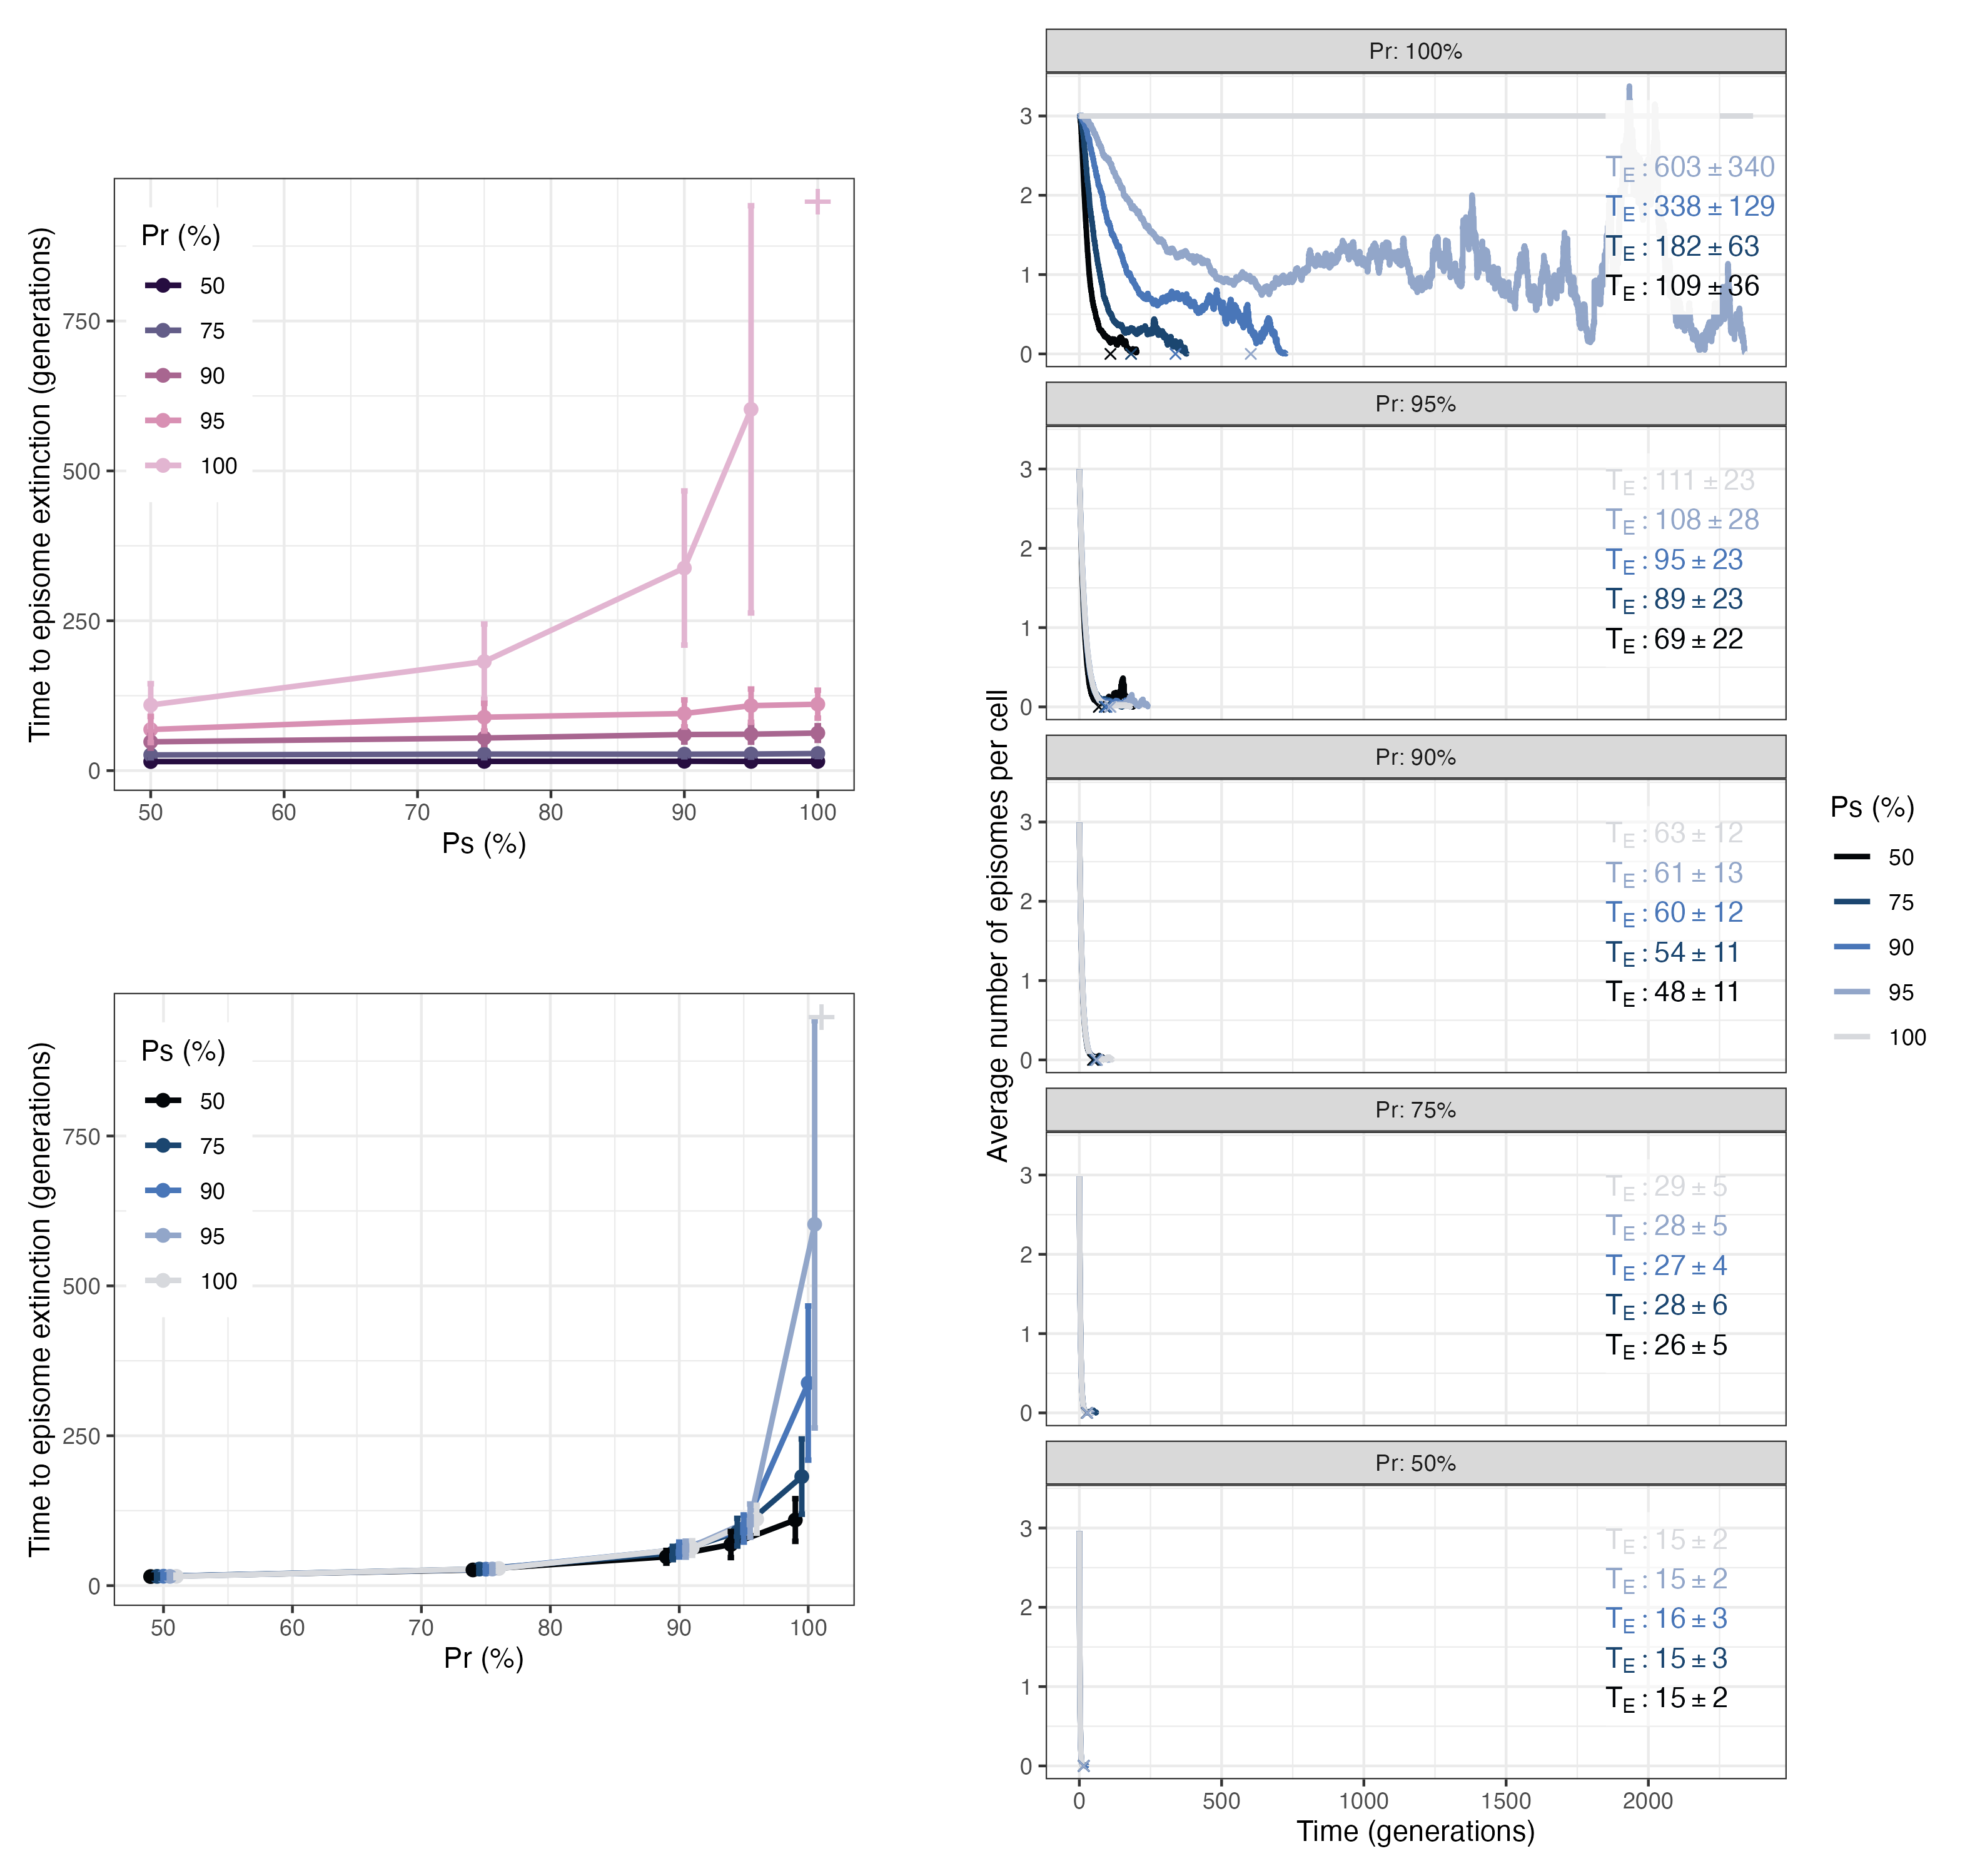 Time to episome extinction (generations)
750
500
250
0
Pr (%)
50
75
90
95
100
50
60
70
80
90
100
Ps (%)
Time to episome extinction (generations)
750
500
250
0
Ps (%)
50
75
90
95
100
50
60
70
80
90
100
Pr (%)
Average number of episomes per cell
Pr: 100%
3
2
1
0
TE : 603 ± 340
TE : 338 ± 129
TE : 182 ± 63
TE : 109 ± 36
Pr: 95%
3
2
1
0
TE : 111 ± 23
TE : 108 ± 28
TE : 95 ± 23
TE : 89 ± 23
TE : 69 ± 22
Pr: 90%
3
2
1
0
TE : 63 ± 12
TE : 61 ± 13
TE : 60 ± 12
TE : 54 ± 11
TE : 48 ± 11
Pr: 75%
3
2
1
0
TE : 29 ± 5
TE : 28 ± 5
TE : 27 ± 4
TE : 28 ± 6
TE : 26 ± 5
Pr: 50%
3
2
1
0
TE : 15 ± 2
TE : 15 ± 2
TE : 16 ± 3
TE : 15 ± 3
TE : 15 ± 2
0
500
1000
1500
2000
Time (generations)
Ps (%)
50
75
90
95
100